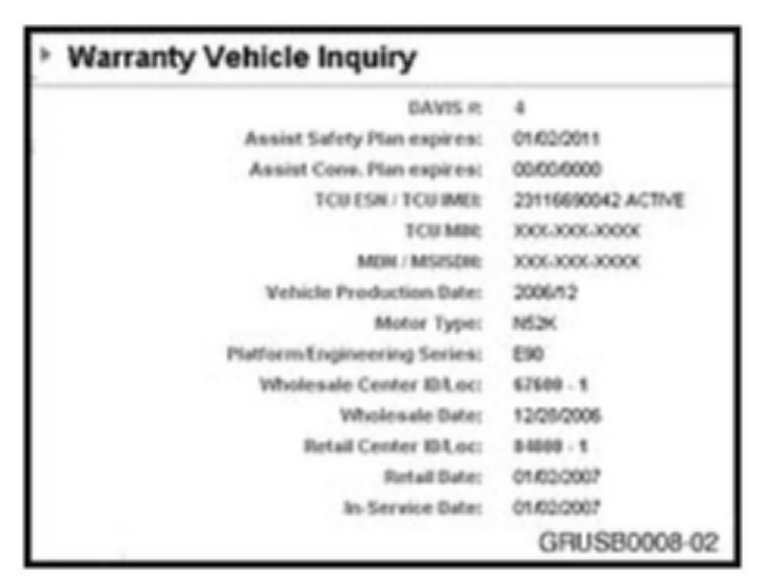 Warranty Vehicle Inquiry
DAVIS #: 4
Assist Safety Plan expires: 01/02/2011
Assist Conv. Plan expires: 00/00/0000
TCU ESN / TCU IMEI: 23116690042 ACTIVE
TCU MIN: XXX-XXX-XXXX
MDN / MSISDN: XXX-XXX-XXXX
Vehicle Production Date: 2006/12
Motor Type: N52K
Platform/Engineering Series: E90
Wholesale Center ID/Loc: - 1
Wholesale Date: 12/28/2006
Retail Center ID/Loc: - 1
Retail Date: 01/02/2007
In-Service Date: 01/02/2007
GRUSB0008-02